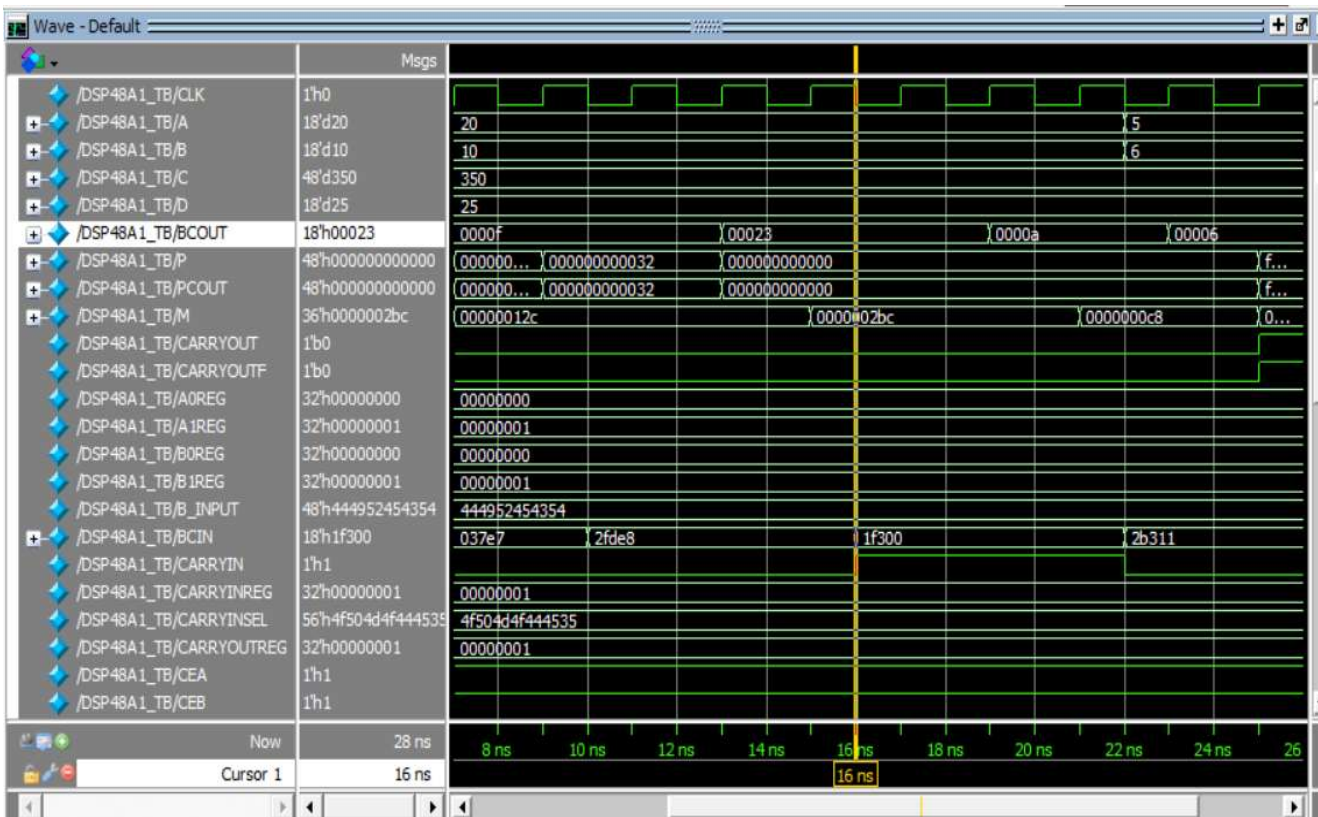 Wave - Default
Msgs
/DSP48A1_TB/CLK 1'h0
/DSP48A1_TB/A 18'd20 20 5
/DSP48A1_TB/B 18'd10 10 6
/DSP48A1_TB/C 48'd350 350
/DSP48A1_TB/D 18'd25 25
/DSP48A1_TB/BCOUT 18'h00023 0000f 00023 0000a 00006
/DSP48A1_TB/P 48'h000000000000 000000... 000000000032 000000000000 f...
/DSP48A1_TB/PCOUT 48'h000000000000 000000... 000000000032 000000000000 f...
/DSP48A1_TB/M 36'h0000002bc 00000012c 0000002bc 0000000c8 0...
/DSP48A1_TB/CARRYOUT 1'b0
/DSP48A1_TB/CARRYOUTF 1'b0
/DSP48A1_TB/A0REG 32'h00000000 00000000
/DSP48A1_TB/A1REG 32'h00000001 00000001
/DSP48A1_TB/B0REG 32'h00000000 00000000
/DSP48A1_TB/B1REG 32'h00000001 00000001
/DSP48A1_TB/B_INPUT 48'h444952454354 444952454354
/DSP48A1_TB/BCIN 18'h1f300 037e7 2fde8 1f300 2b311
/DSP48A1_TB/CARRYIN 1'h1
/DSP48A1_TB/CARRYINREG 32'h00000001 00000001
/DSP48A1_TB/CARRYINSEL 56'h4f504d4f444535 4f504d4f444535
/DSP48A1_TB/CARRYOUTREG 32'h00000001 00000001
/DSP48A1_TB/CEA 1'h1
/DSP48A1_TB/CEB 1'h1
Now 28 ns 8 ns 10 ns 12 ns 14 ns 16 ns 18 ns 20 ns 22 ns 24 ns 26
Cursor 1 16 ns 16 ns